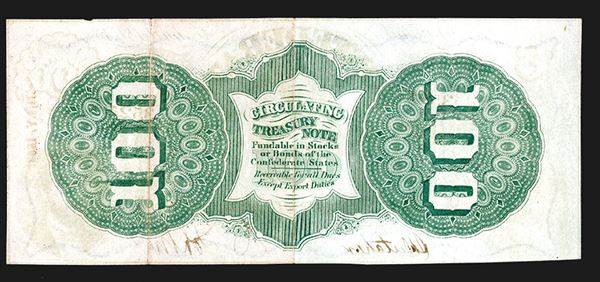 100
CIRCULATING
TREASURY
NOTE
Fundable in Stocks
or Bonds of the
Confederate States
Receivable for all Dues
Except Export Duties
100